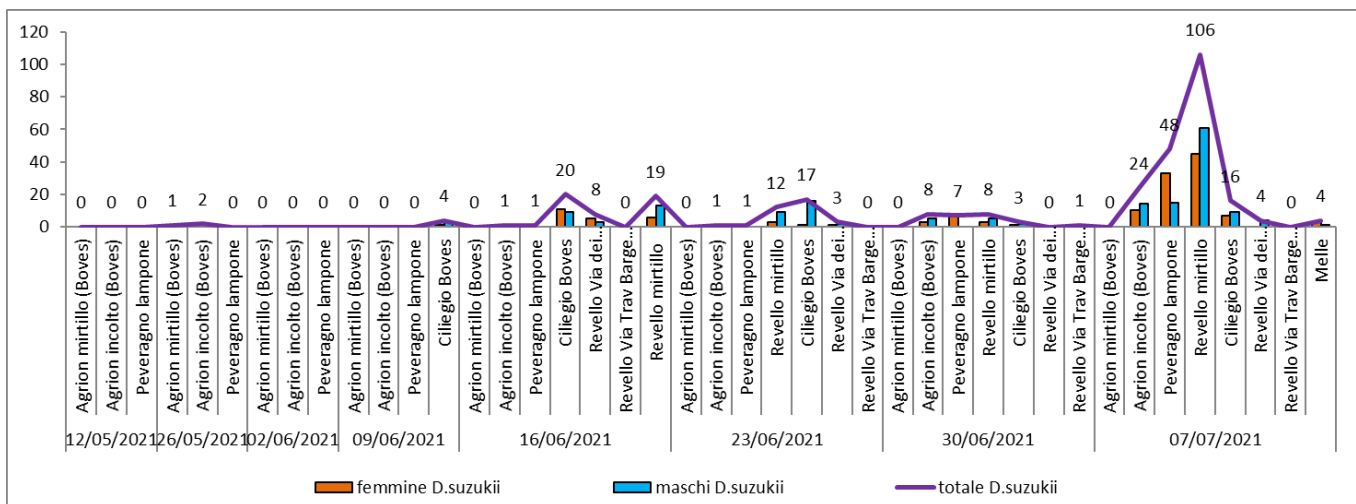 120
100
80
60
40
20
0
0 0 0 1 2 0 0 0 0 0 0 0 4 0 1 1 20 8 0 19 0 1 1 12 17 3 0 0 8 7 8 3 0 1 0 24 48 106 16 4 0 4
Agrion mirtillo (Boves)
Agrion incolto (Boves)
Peveragno lampone
Agrion mirtillo (Boves)
Agrion incolto (Boves)
Peveragno lampone
Agrion mirtillo (Boves)
Agrion incolto (Boves)
Peveragno lampone
Agrion mirtillo (Boves)
Agrion incolto (Boves)
Peveragno lampone
Ciliegio Boves
Agrion mirtillo (Boves)
Agrion incolto (Boves)
Peveragno lampone
Ciliegio Boves
Revello Via dei...
Revello Via Trav Barge...
Revello mirtillo
Agrion mirtillo (Boves)
Agrion incolto (Boves)
Peveragno lampone
Revello mirtillo
Ciliegio Boves
Revello Via dei...
Revello Via Trav Barge...
Agrion mirtillo (Boves)
Agrion incolto (Boves)
Peveragno lampone
Revello mirtillo
Ciliegio Boves
Revello Via dei...
Revello Via Trav Barge...
Agrion mirtillo (Boves)
Agrion incolto (Boves)
Peveragno lampone
Revello mirtillo
Ciliegio Boves
Revello Via dei...
Revello Via Trav Barge...
Melle
12/05/2021 26/05/2021 02/06/2021 09/06/2021 16/06/2021 23/06/2021 30/06/2021 07/07/2021
femmine D.suzukii maschi D.suzukii totale D.suzukii